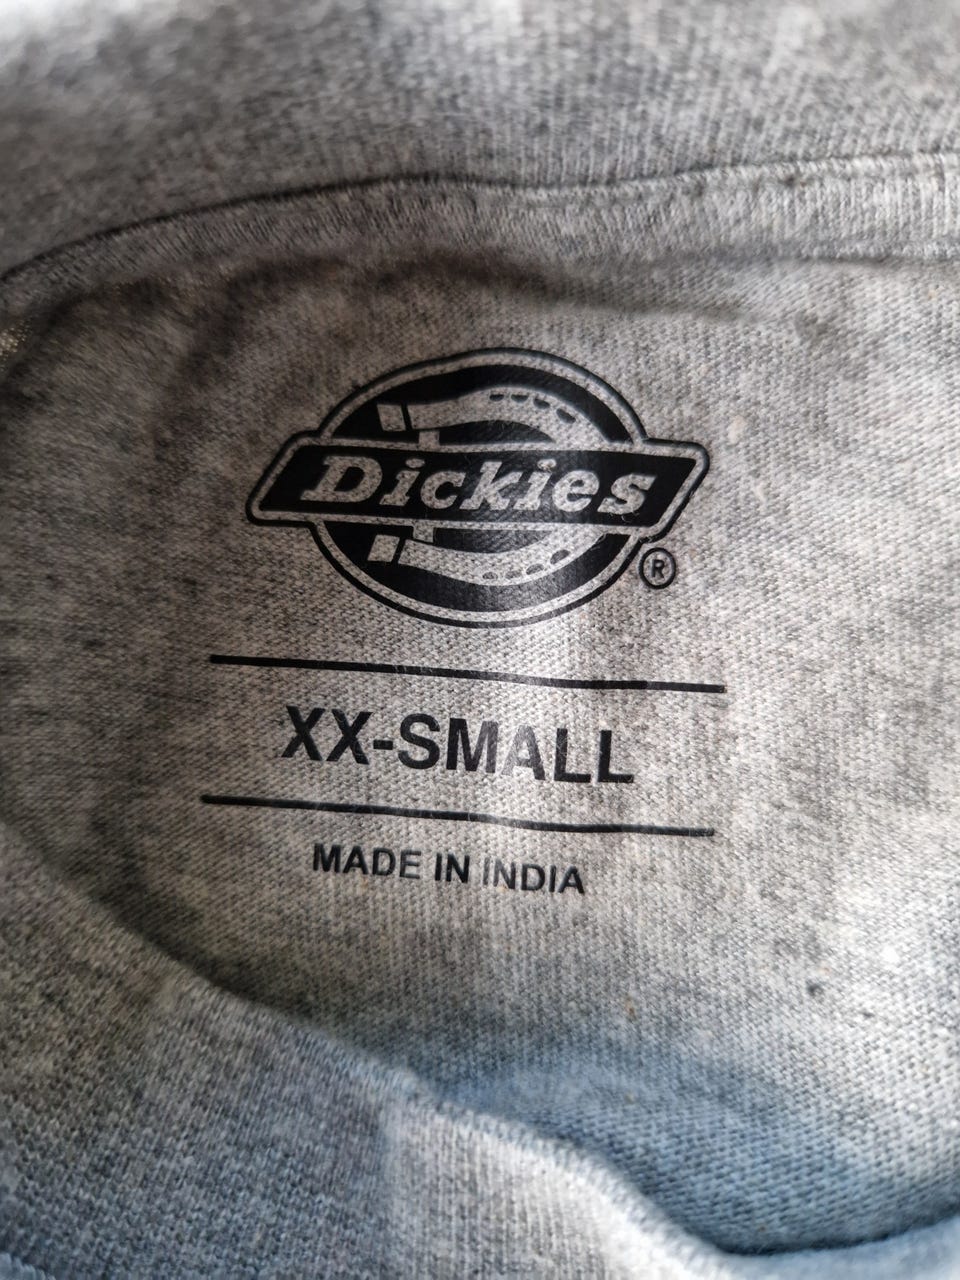 Dickies
®
XX-SMALL
MADE IN INDIA